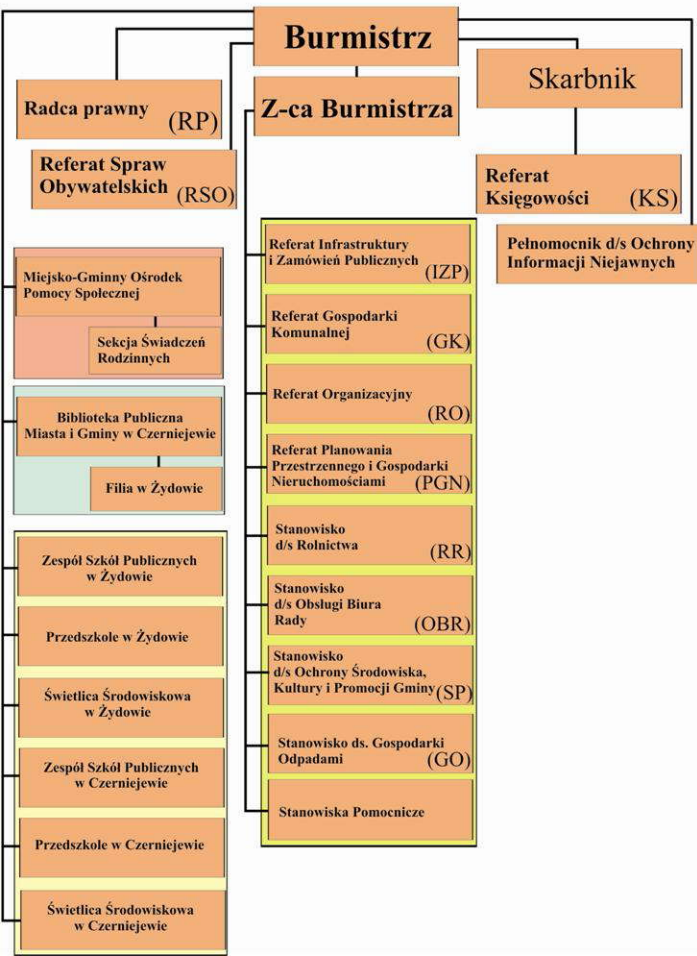 Burmistrz
Radca prawny (RP)
Z-ca Burmistrza
Skarbnik
Referat Spraw
Obywatelskich (RSO)
Referat
Księgowości (KS)
Pełnomocnik d/s Ochrony
Informacji Niejawnych
Miejsko-Gminny Ośrodek
Pomocy Społecznej
Sekcja Świadczeń
Rodzinnych
Biblioteka Publiczna
Miasta i Gminy w Czerniejewie
Filia w Żydowie
Zespół Szkół Publicznych
w Żydowie
Przedszkole w Żydowie
Świetlica Środowiskowa
w Żydowie
Zespół Szkół Publicznych
w Czerniejewie
Przedszkole w Czerniejewie
Świetlica Środowiskowa
w Czerniejewie
Referat Infrastruktury
i Zamówień Publicznych (IZP)
Referat Gospodarki
Komunalnej (GK)
Referat Organizacyjny (RO)
Referat Planowania
Przestrzennego i Gospodarki
Nieruchomościami (PGN)
Stanowisko
d/s Rolnictwa (RR)
Stanowisko
d/s Obsługi Biura
Rady (OBR)
Stanowisko
d/s Ochrony Środowiska,
Kultury i Promocji Gminy (SP)
Stanowisko ds. Gospodarki
Odpadami (GO)
Stanowiska Pomocnicze